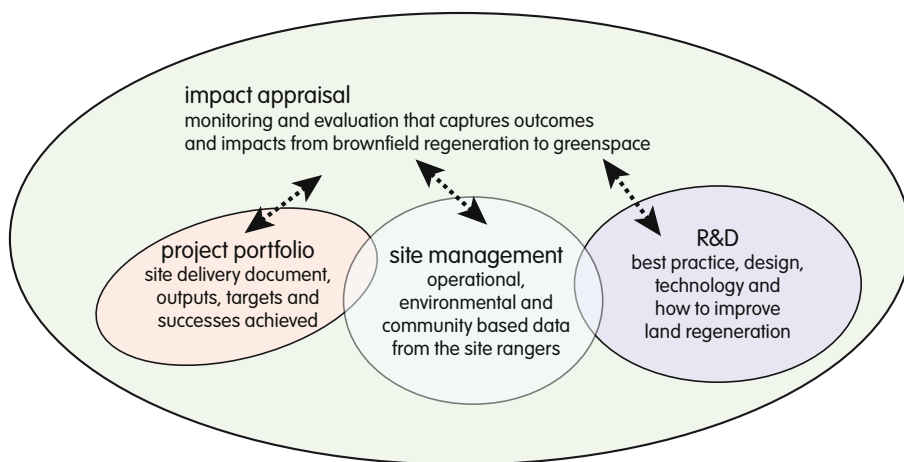 impact appraisal
monitoring and evaluation that captures outcomes
and impacts from brownfield regeneration to greenspace
project portfolio
site delivery document,
outputs, targets and
successes achieved
site management
operational,
environmental and
community based data
from the site rangers
R&D
best practice, design,
technology and
how to improve
land regeneration